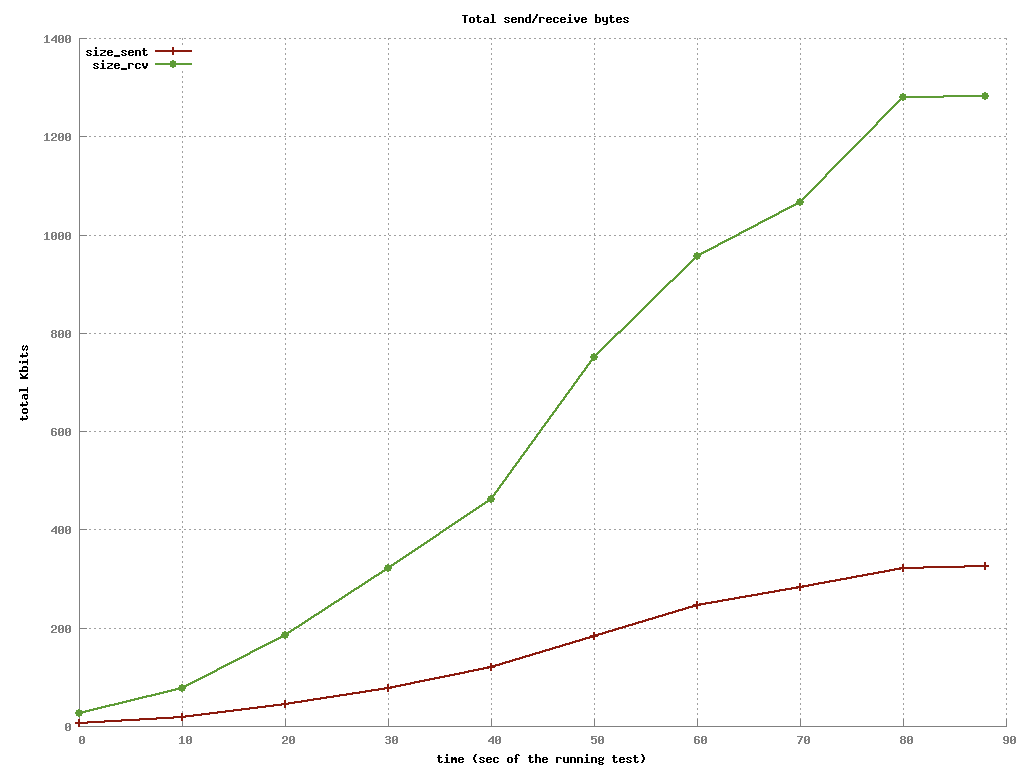 Total send/receive bytes
1400
size_sent
size_rcv
1200
1000
800
total Kbits
600
400
200
0
0 10 20 30 40 50 60 70 80 90
time (sec of the running test)